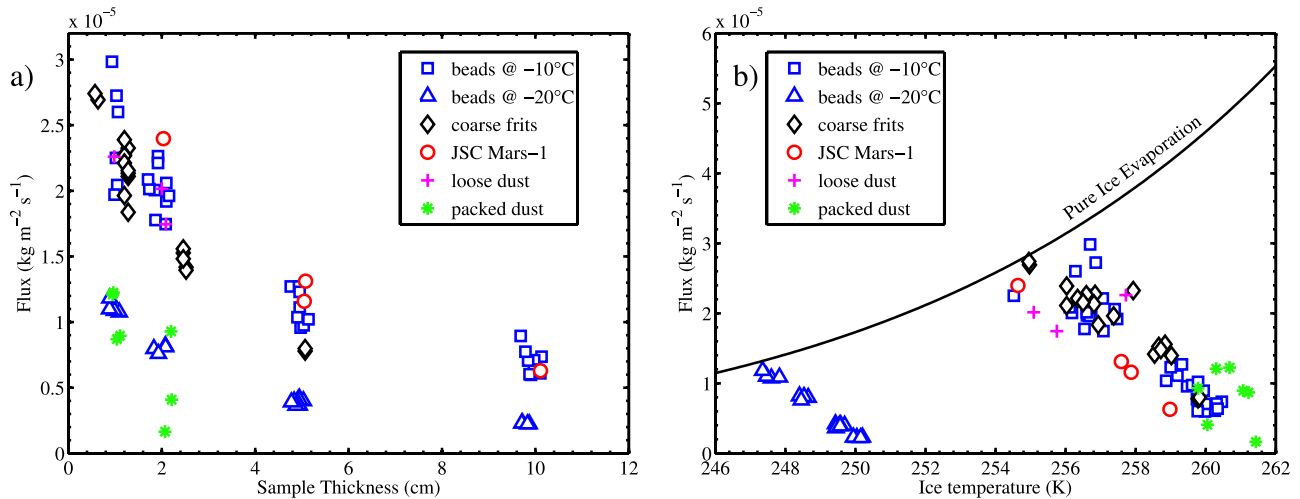 x 10⁻⁵
a)
Flux (kg m⁻² s⁻¹)
3
2.5
2
1.5
1
0.5
0
0 2 4 6 8 10 12
Sample Thickness (cm)
beads @ −10°C
beads @ −20°C
coarse frits
JSC Mars−1
loose dust
packed dust
x 10⁻⁵
b)
Flux (kg m⁻² s⁻¹)
6
5
4
3
2
1
0
246 248 250 252 254 256 258 260 262
Ice temperature (K)
beads @ −10°C
beads @ −20°C
coarse frits
JSC Mars−1
loose dust
packed dust
Pure Ice Evaporation